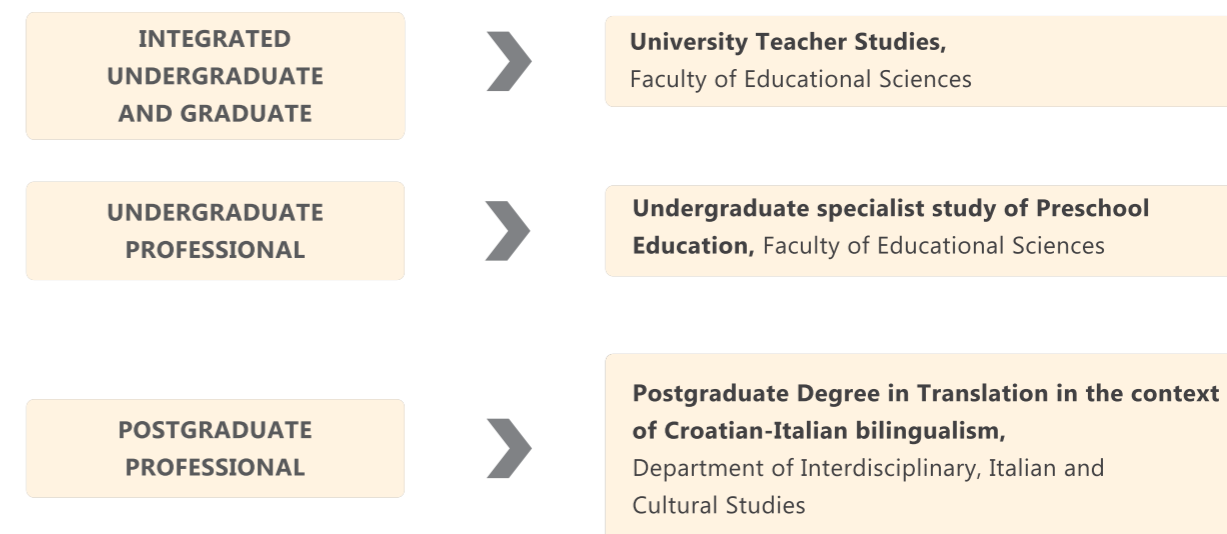 INTEGRATED
UNDERGRADUATE
AND GRADUATE
University Teacher Studies,
Faculty of Educational Sciences
UNDERGRADUATE
PROFESSIONAL
Undergraduate specialist study of Preschool
Education, Faculty of Educational Sciences
POSTGRADUATE
PROFESSIONAL
Postgraduate Degree in Translation in the context
of Croatian-Italian bilingualism,
Department of Interdisciplinary, Italian and
Cultural Studies